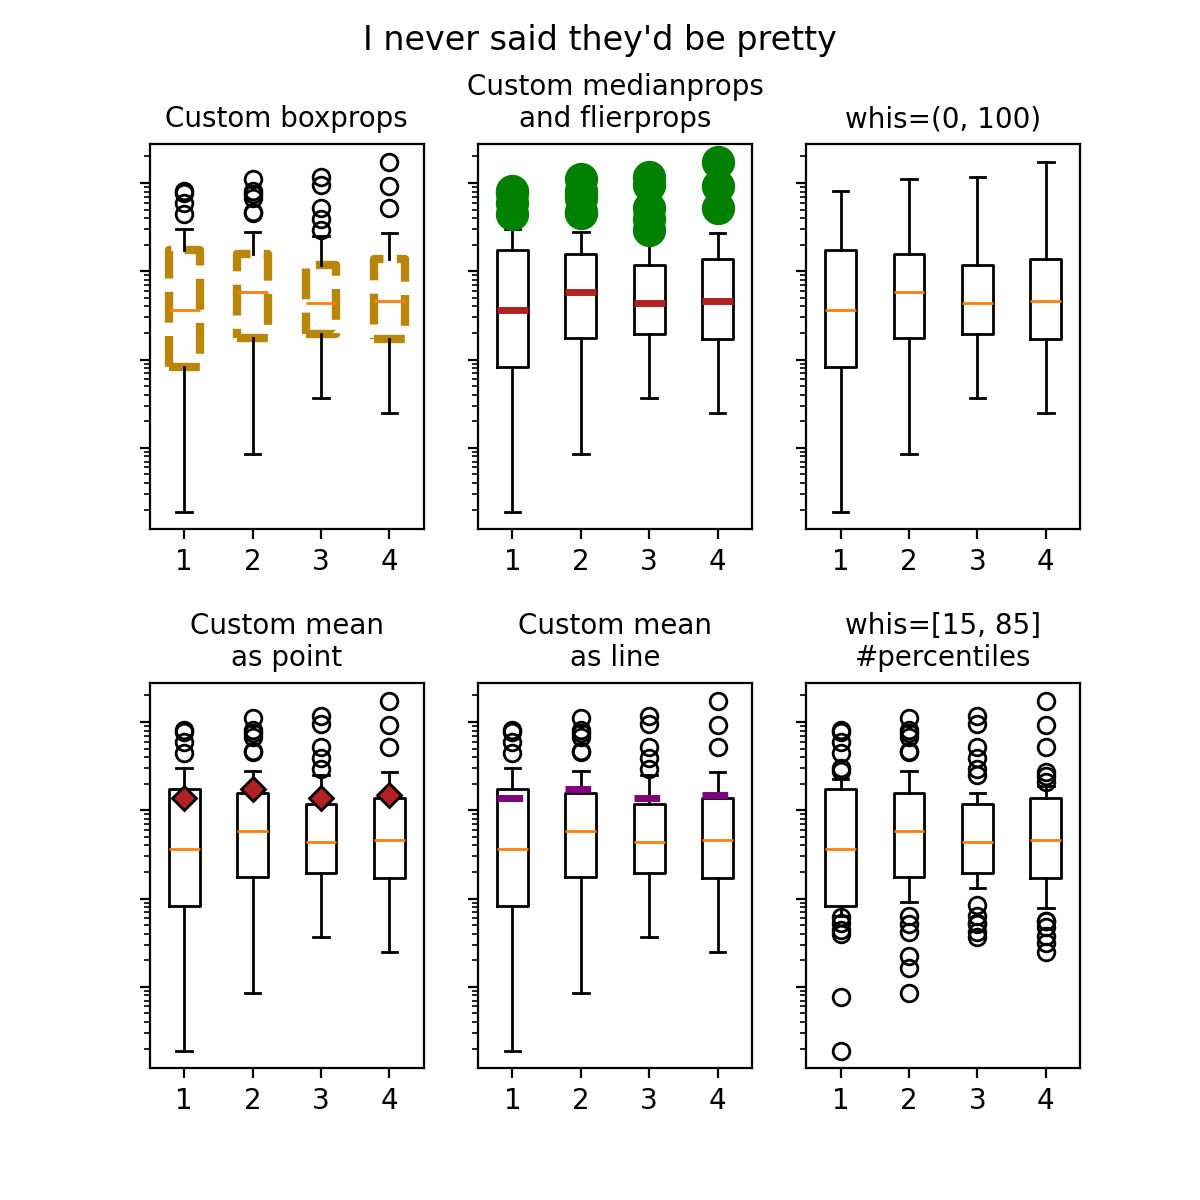 I never said they'd be pretty
Custom boxprops
Custom medianprops
and flierprops
whis=(0, 100)
1 2 3 4
1 2 3 4
1 2 3 4
Custom mean
as point
Custom mean
as line
whis=[15, 85]
#percentiles
1 2 3 4
1 2 3 4
1 2 3 4